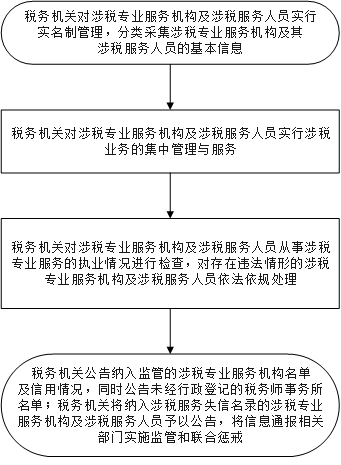 税务机关对涉税专业服务机构及涉税服务人员实行
实名制管理，分类采集涉税专业服务机构及其
涉税服务人员的基本信息
税务机关对涉税专业服务机构及涉税服务人员实行涉税
业务的集中管理与服务
税务机关对涉税专业服务机构及涉税服务人员从事涉税
专业服务的执业情况进行检查，对存在违法情形的涉税
专业服务机构及涉税服务人员依法依规处理
税务机关公告纳入监管的涉税专业服务机构名单
及信用情况，同时公告未经行政登记的税务师事务所
名单；税务机关将纳入涉税服务失信名录的涉税专业
服务机构及涉税服务人员予以公告，将信息通报相关
部门实施监管和联合惩戒